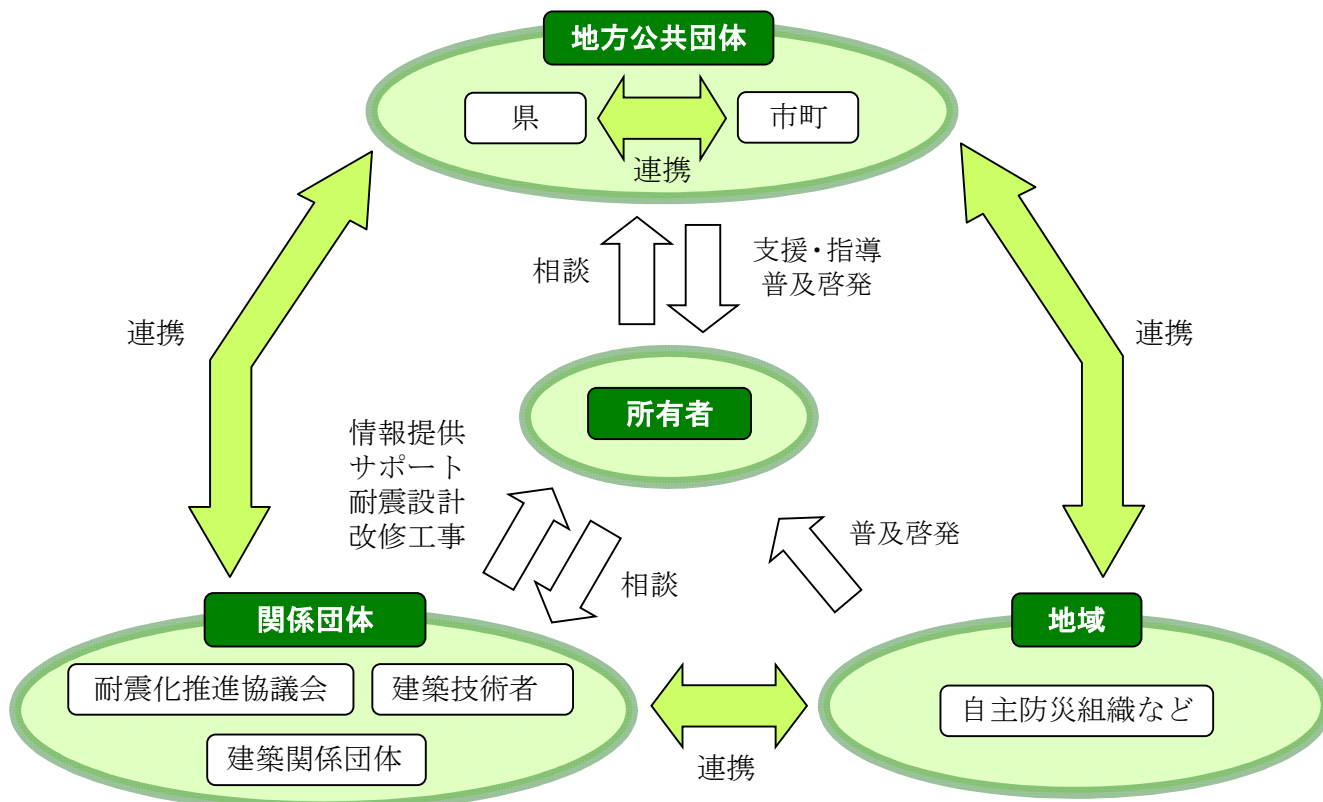 地方公共団体
県
市町
連携
相談
支援・指導
普及啓発
連携
連携
所有者
情報提供
サポート
耐震設計
改修工事
普及啓発
相談
関係団体
地域
耐震化推進協議会
建築技術者
自主防災組織など
建築関係団体
連携